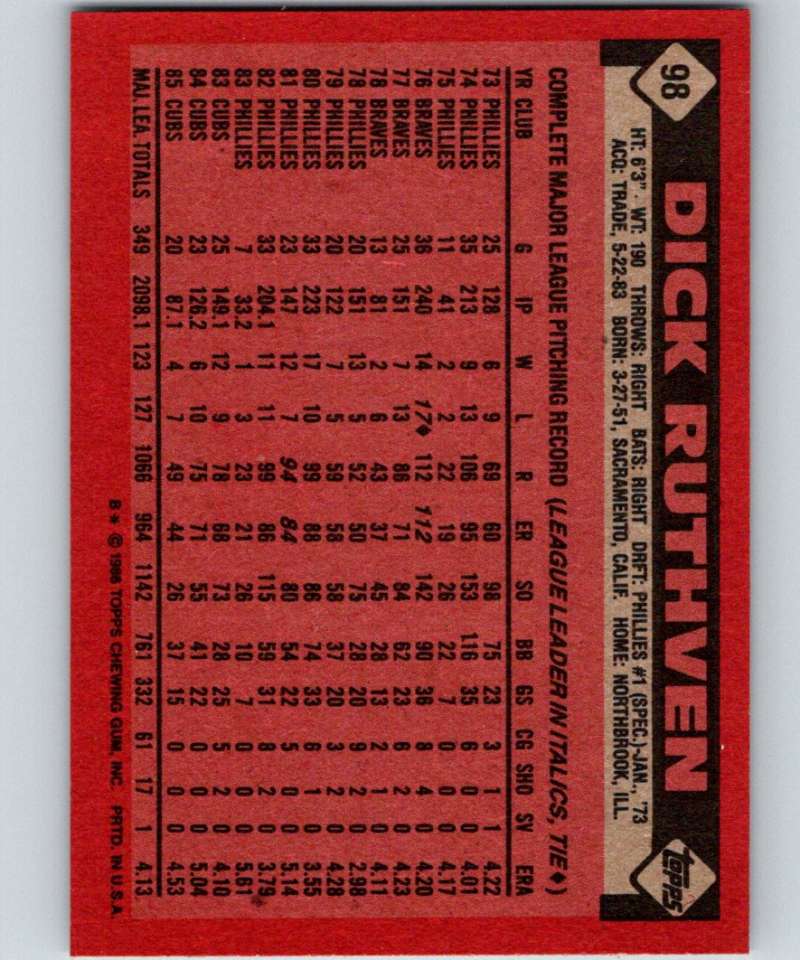 98
DICK RUTHVEN
topps
HT: 6'3" · WT: 190 THROWS: RIGHT BATS: RIGHT DRFT: PHILLIES #1 (SPEC.)-JAN., '73
ACQ: TRADE, 5-22-83 BORN: 3-27-51, SACRAMENTO, CALIF. HOME: NORTHBROOK, ILL.
COMPLETE MAJOR LEAGUE PITCHING RECORD (LEAGUE LEADER IN ITALICS, TIE♦)
YR CLUB G IP W L R ER SO BB GS CG SHO SV ERA
73 PHILLIES 25 128 6 9 69 60 98 75 23 3 1 1 4.22
74 PHILLIES 35 213 9 13 106 95 153 116 35 6 1 0 4.01
75 PHILLIES 11 41 2 2 22 19 26 22 7 0 0 0 4.17
76 BRAVES 36 240 14 17♦ 112 112 142 90 36 8 4 0 4.20
77 BRAVES 25 151 7 13 86 71 84 62 23 6 2 0 4.23
78 BRAVES 13 81 2 6 43 37 45 28 13 2 1 0 4.11
78 PHILLIES 20 151 13 5 52 50 75 28 20 9 2 0 2.98
79 PHILLIES 20 122 7 5 59 58 58 37 20 3 3 0 4.28
80 PHILLIES 33 223 17 10 99 88 86 74 33 6 1 0 3.55
81 PHILLIES 23 147 12 7 94 84 80 54 22 5 0 0 5.14
82 PHILLIES 33 204.1 11 11 99 86 115 59 31 8 2 0 3.79
83 PHILLIES 7 33.2 1 3 23 21 26 10 7 0 0 0 5.61
83 CUBS 25 149.1 12 9 78 68 73 28 25 5 2 0 4.10
84 CUBS 23 126.2 6 10 75 71 55 41 22 0 0 0 5.04
85 CUBS 20 87.1 4 7 49 44 26 37 15 0 0 0 4.53
MAJ. LEA. TOTALS 349 2098.1 123 127 1066 964 1142 761 332 61 17 1 4.13
B* © 1986 TOPPS CHEWING GUM, INC. PRTD. IN U.S.A.